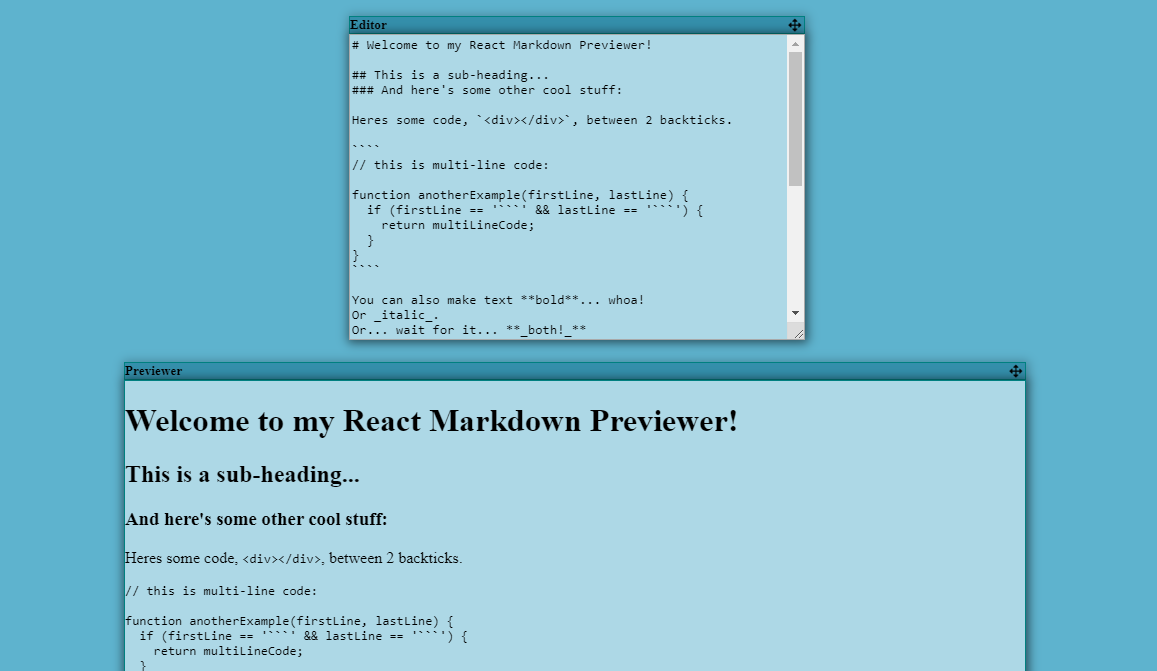 Editor
# Welcome to my React Markdown Previewer!
## This is a sub-heading...
### And here's some other cool stuff:
Heres some code, `<div></div>`, between 2 backticks.
````
// this is multi-line code:
function anotherExample(firstLine, lastLine) {
  if (firstLine == '```' && lastLine == '```') {
    return multiLineCode;
  }
}
````
You can also make text **bold**... whoa!
Or _italic_.
Or... wait for it... **_both!_**
Previewer
Welcome to my React Markdown Previewer!
This is a sub-heading...
And here's some other cool stuff:
Heres some code, <div></div>, between 2 backticks.
// this is multi-line code:
function anotherExample(firstLine, lastLine) {
  if (firstLine == '```' && lastLine == '```') {
    return multiLineCode;
  }